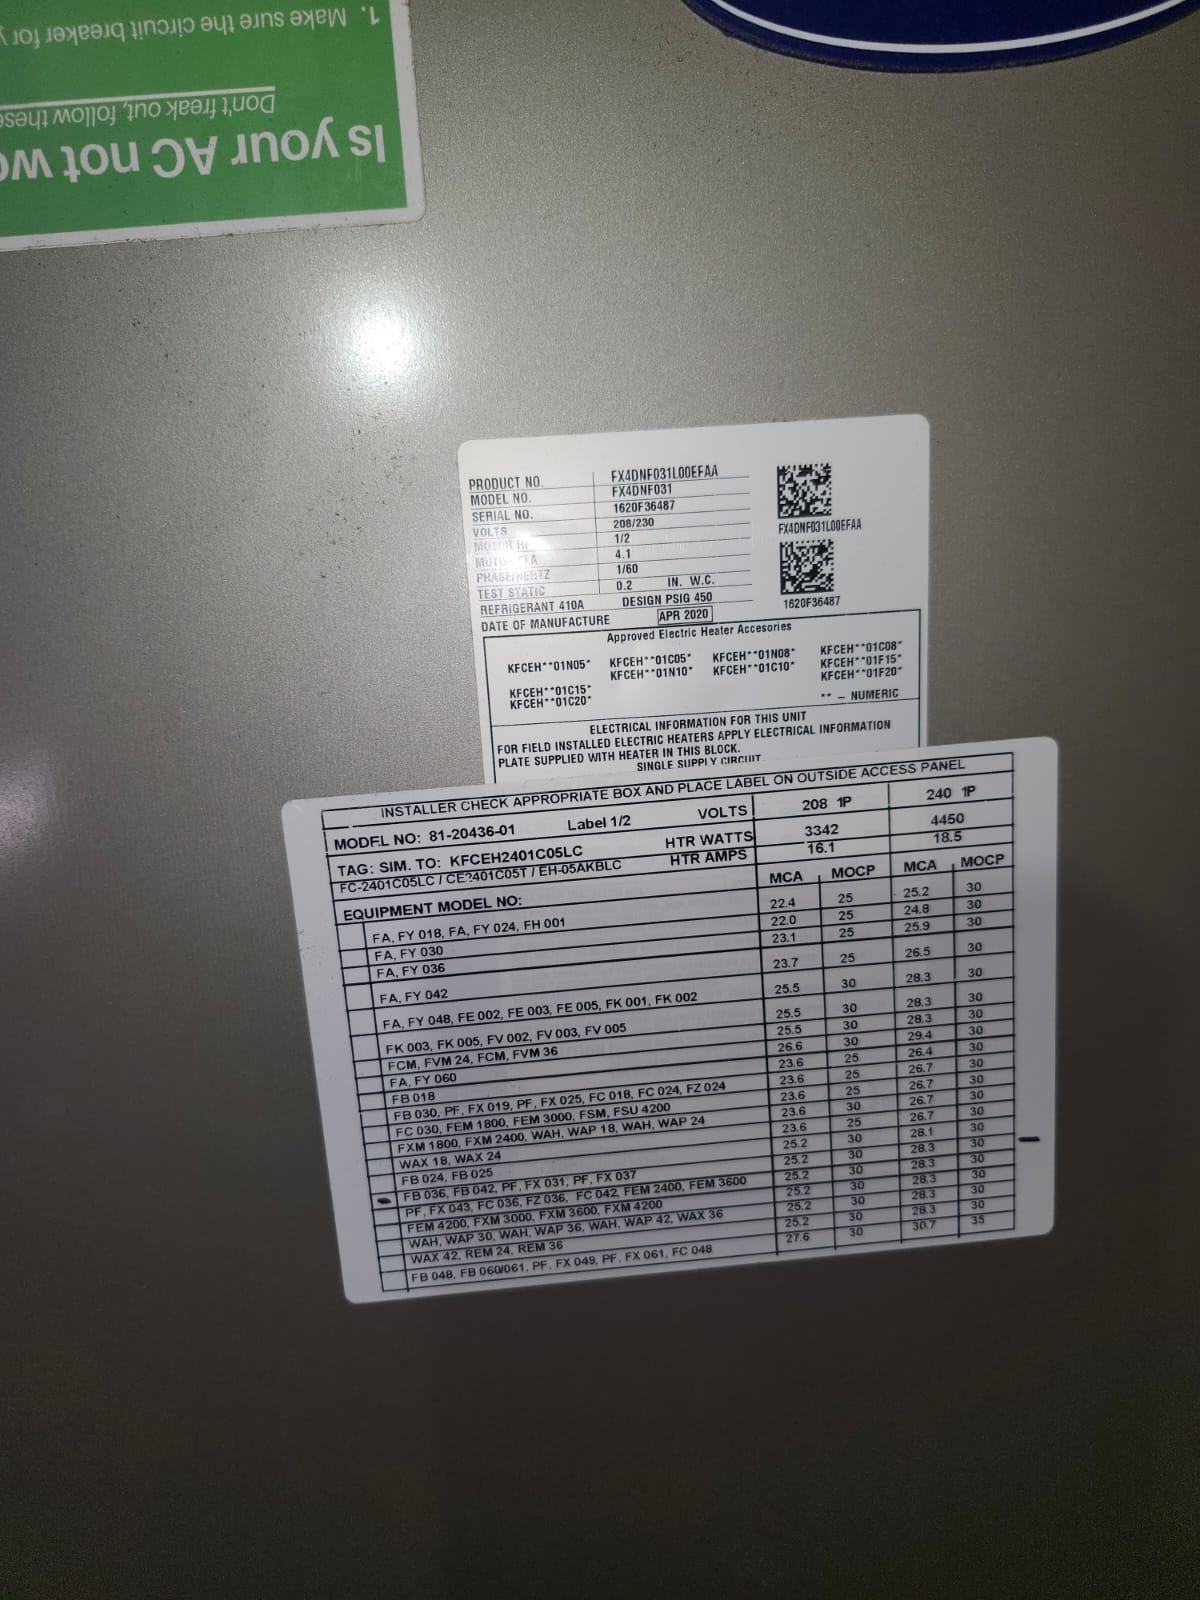 1. Make sure the circuit breaker for
Don't freak out, follow these
Is your AC not
PRODUCT NO. FX4DNF031L00EFAA
MODEL NO. FX4DNF031
SERIAL NO. 1620F36487
VOLTS 208/230
MOTOR HP 1/2
MOTOR FLA 4.1
PHASE/HERTZ 1/60
TEST STATIC 0.2 IN. W.C.
REFRIGERANT 410A DESIGN PSIG 450
DATE OF MANUFACTURE APR 2020
FX4DNF031L00EFAA
1620F36487
Approved Electric Heater Accesories
KFCEH**01N05* KFCEH**01C05* KFCEH**01N08* KFCEH**01C08*
KFCEH**01N10* KFCEH**01C10* KFCEH**01F15*
KFCEH**01C15* KFCEH**01F20*
KFCEH**01C20* ** – NUMERIC
ELECTRICAL INFORMATION FOR THIS UNIT
FOR FIELD INSTALLED ELECTRIC HEATERS APPLY ELECTRICAL INFORMATION
PLATE SUPPLIED WITH HEATER IN THIS BLOCK.
SINGLE SUPPLY CIRCUIT
INSTALLER CHECK APPROPRIATE BOX AND PLACE LABEL ON OUTSIDE ACCESS PANEL
MODEL NO: 81-20436-01 Label 1/2 VOLTS 208 1P 240 1P
TAG: SIM. TO: KFCEH2401C05LC HTR WATTS 3342 4450
FC-2401C05LC / CE2401C05T / EH-05AKBLC HTR AMPS 16.1 18.5
EQUIPMENT MODEL NO: MCA MOCP MCA MOCP
FA, FY 018, FA, FY 024, FH 001 22.4 25 25.2 30
FA, FY 030 22.0 25 24.8 30
FA, FY 036 23.1 25 25.9 30
FA, FY 042 23.7 25 26.5 30
FA, FY 048, FE 002, FE 003, FE 005, FK 001, FK 002 25.5 30 28.3 30
FK 003, FK 005, FV 002, FV 003, FV 005 25.5 30 28.3 30
FCM, FVM 24, FCM, FVM 36 25.5 30 28.3 30
FA, FY 060 26.6 30 29.4 30
FB 018 23.6 25 26.4 30
FB 030, PF, FX 019, PF, FX 025, FC 018, FC 024, FZ 024 23.6 25 26.7 30
FC 030, FEM 1800, FEM 3000, FSM, FSU 4200 23.6 25 26.7 30
FXM 1800, FXM 2400, WAH, WAP 18, WAH, WAP 24 23.6 30 26.7 30
WAX 18, WAX 24 23.6 25 26.7 30
FB 024, FB 025 25.2 30 28.1 30
FB 036, FB 042, PF, FX 031, PF, FX 037 25.2 30 28.3 30
PF, FX 043, FC 036, FZ 036, FC 042, FEM 2400, FEM 3600 25.2 30 28.3 30
FEM 4200, FXM 3000, FXM 3600, FXM 4200 25.2 30 28.3 30
WAH, WAP 30, WAH, WAP 36, WAH, WAP 42, WAX 36 25.2 30 28.3 30
WAX 42, REM 24, REM 36 25.2 30 28.3 30
FB 048, FB 060/061, PF, FX 049, PF, FX 061, FC 048 27.6 30 30.7 35